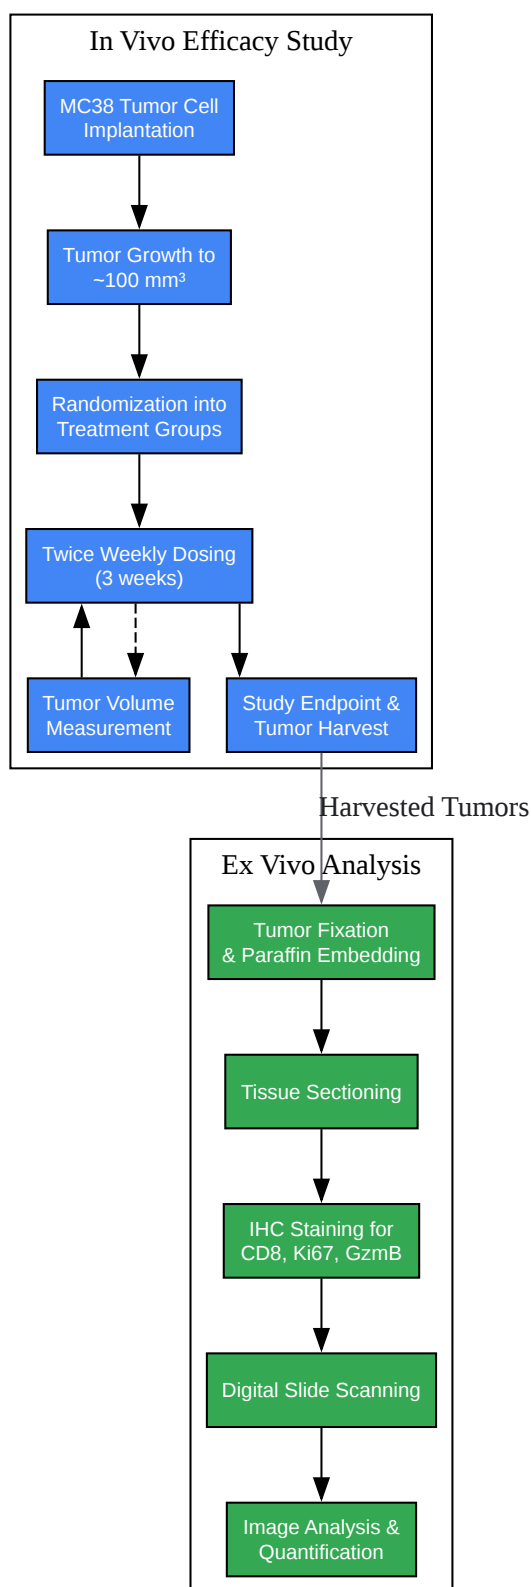 In Vivo Efficacy Study
MC38 Tumor Cell
Implantation
Tumor Growth to
~100 mm³
Randomization into
Treatment Groups
Twice Weekly Dosing
(3 weeks)
Tumor Volume
Measurement
Study Endpoint &
Tumor Harvest
Harvested Tumors
Ex Vivo Analysis
Tumor Fixation
& Paraffin Embedding
Tissue Sectioning
IHC Staining for
CD8, Ki67, GzmB
Digital Slide Scanning
Image Analysis &
Quantification